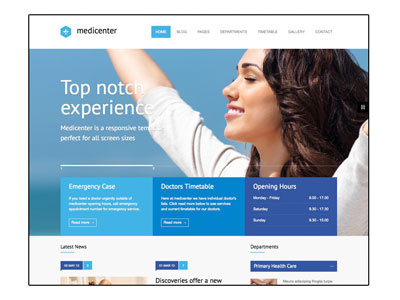 medicenter
HOME BLOG PAGES DEPARTMENTS TIMETABLE GALLERY CONTACT
Top notch
experience
Medicenter is a responsive
perfect for all screen sizes
Emergency Case
If you need a doctor urgently outside of
medicenter opening hours, call emergency
appointment number for emergency service.
Read more →
Doctors Timetable
Here at medicenter we have individual doctor's
lists. Click read more below to see services
and current timetable for our doctors.
Read more →
Opening Hours
Monday - Friday 8.00 - 17.00
Saturday 9.30 - 17.30
Sunday 9.30 - 15.00
Latest News
Departments
Discoveries offer a new
Primary Health Care
Mauris adipiscing fringila turpis